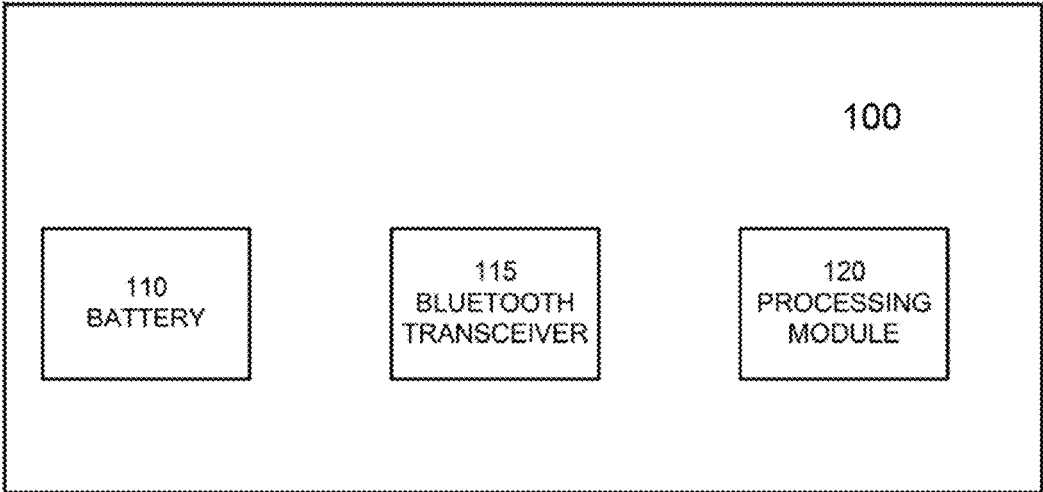 100
110
BATTERY
115
BLUETOOTH
TRANSCEIVER
120
PROCESSING
MODULE